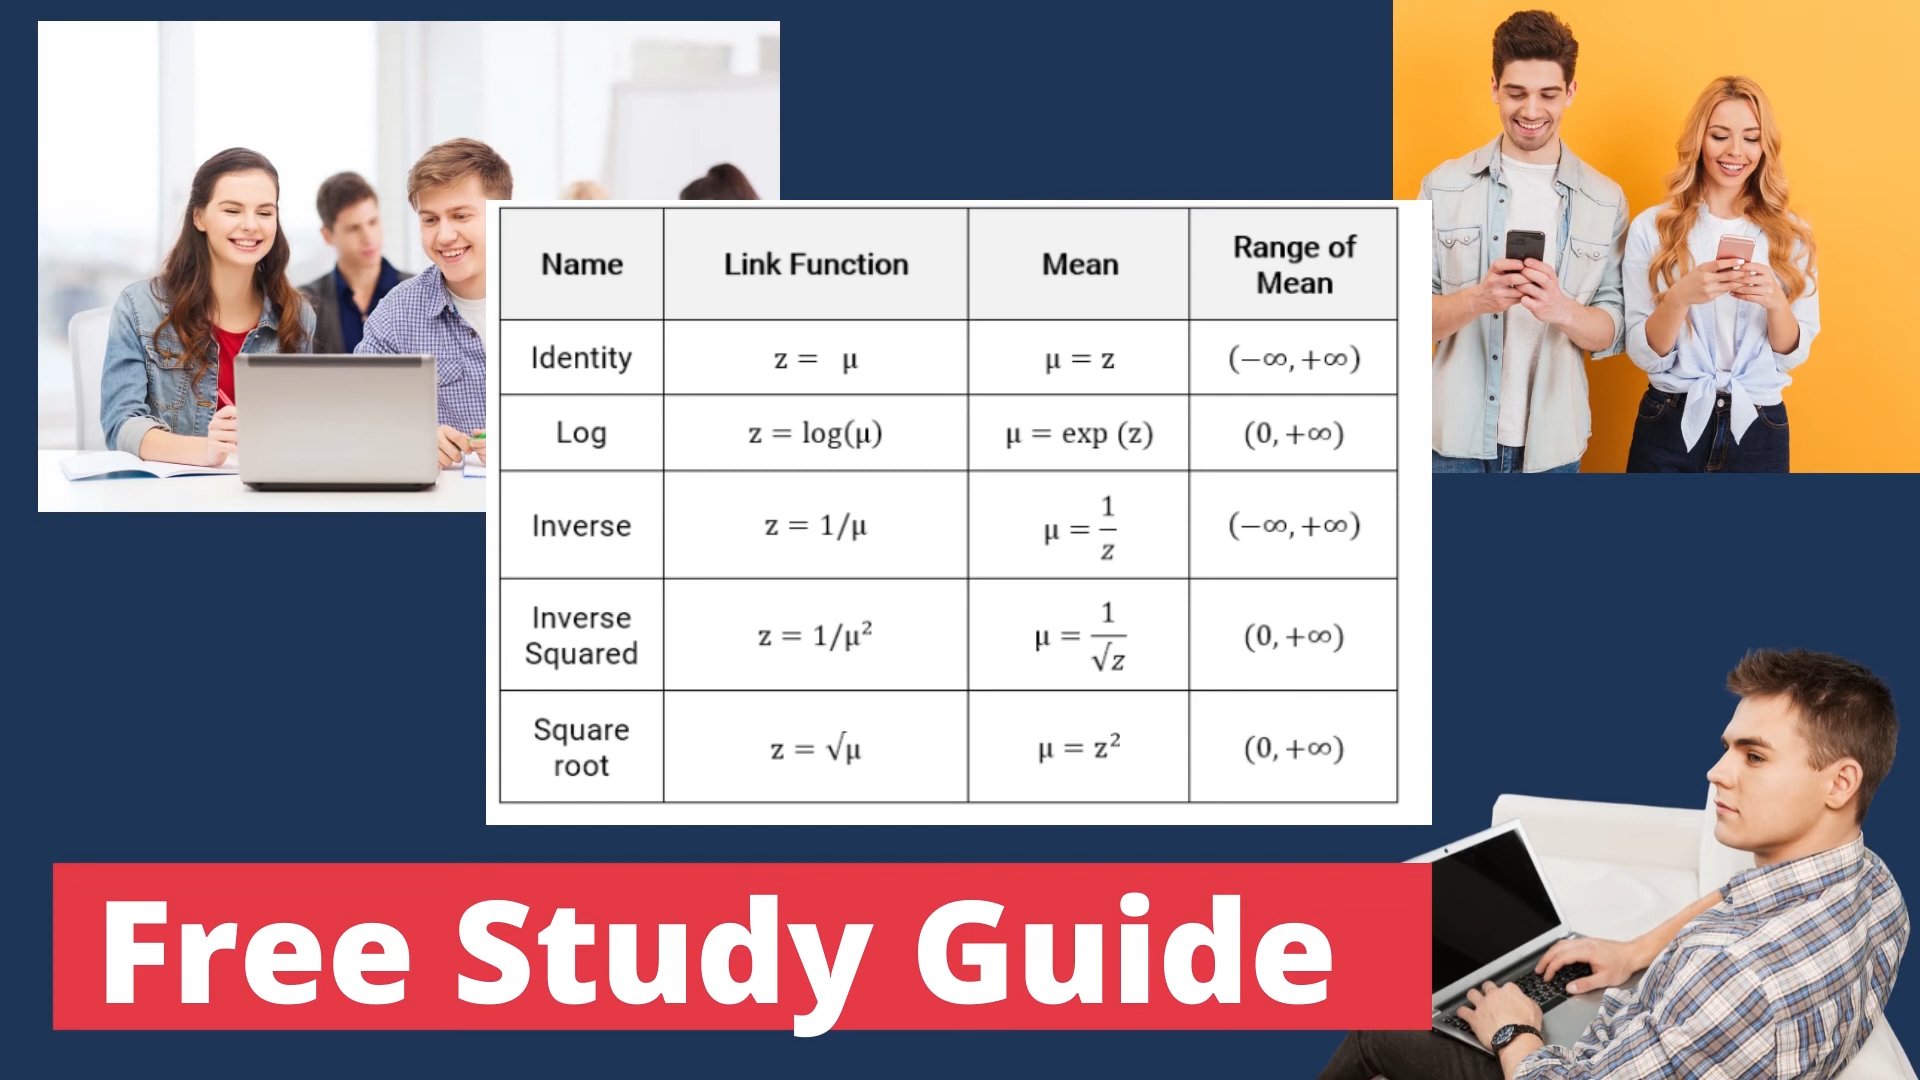 Name Link Function Mean Range of Mean
Identity z = μ μ = z (−∞, +∞)
Log z = log(μ) μ = exp (z) (0, +∞)
Inverse z = 1/μ μ = 1/z (−∞, +∞)
Inverse Squared z = 1/μ² μ = 1/√z (0, +∞)
Square root z = √μ μ = z² (0, +∞)
Free Study Guide